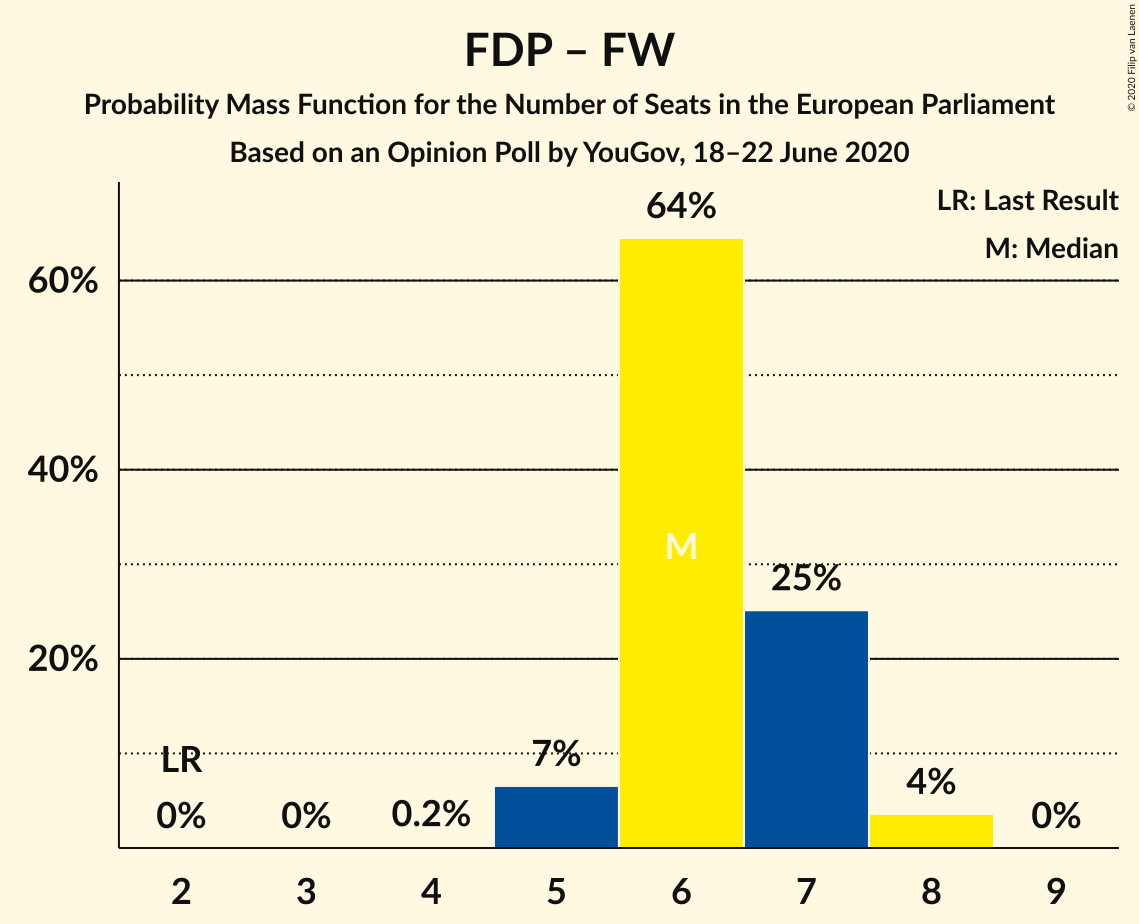 FDP – FW
Probability Mass Function for the Number of Seats in the European Parliament
Based on an Opinion Poll by YouGov, 18–22 June 2020
© 2020 Filip van Laenen
LR: Last Result
M: Median
60%
40%
20%
LR
0%
0%
0.2%
7%
64%
M
25%
4%
0%
2 3 4 5 6 7 8 9